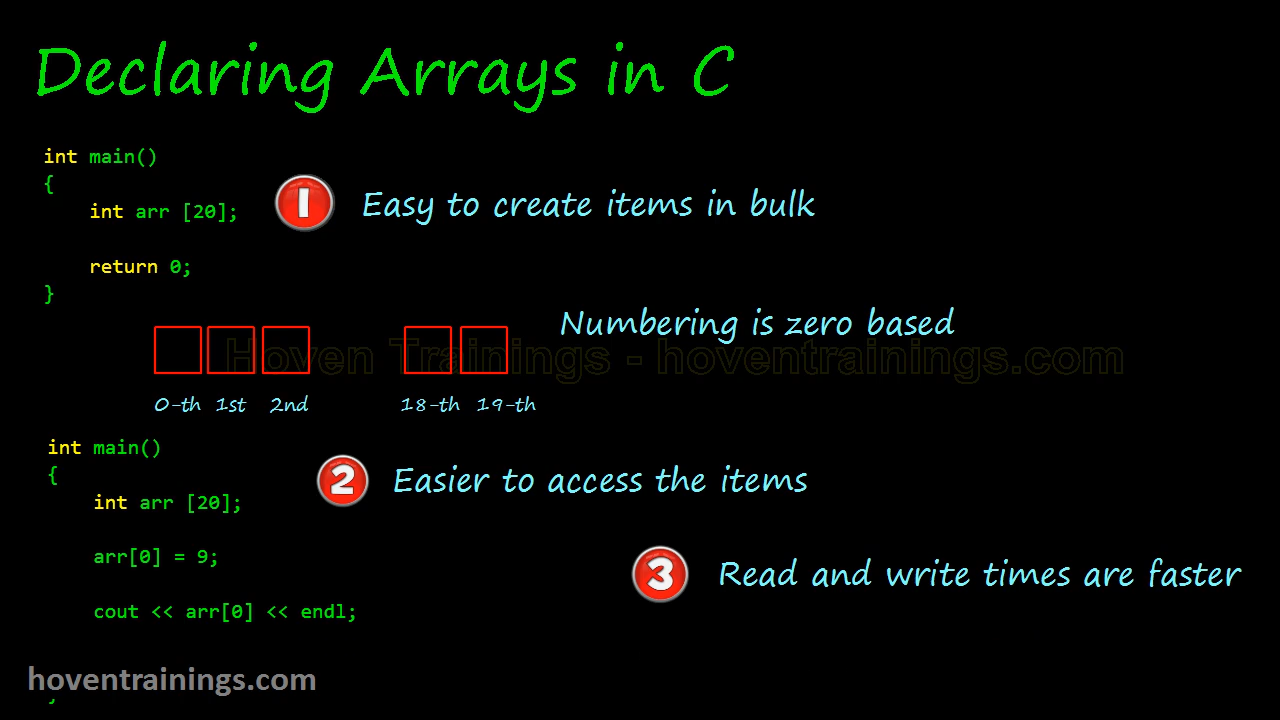 Declaring Arrays in C
int main()
{
int arr [20];
1 Easy to create items in bulk
return 0;
}
Numbering is zero based
Hoven Trainings - hoventrainings.com
0-th 1st 2nd 18-th 19-th
int main()
{
2 Easier to access the items
int arr [20];
arr[0] = 9;
3 Read and write times are faster
cout << arr[0] << endl;
hoventrainings.com